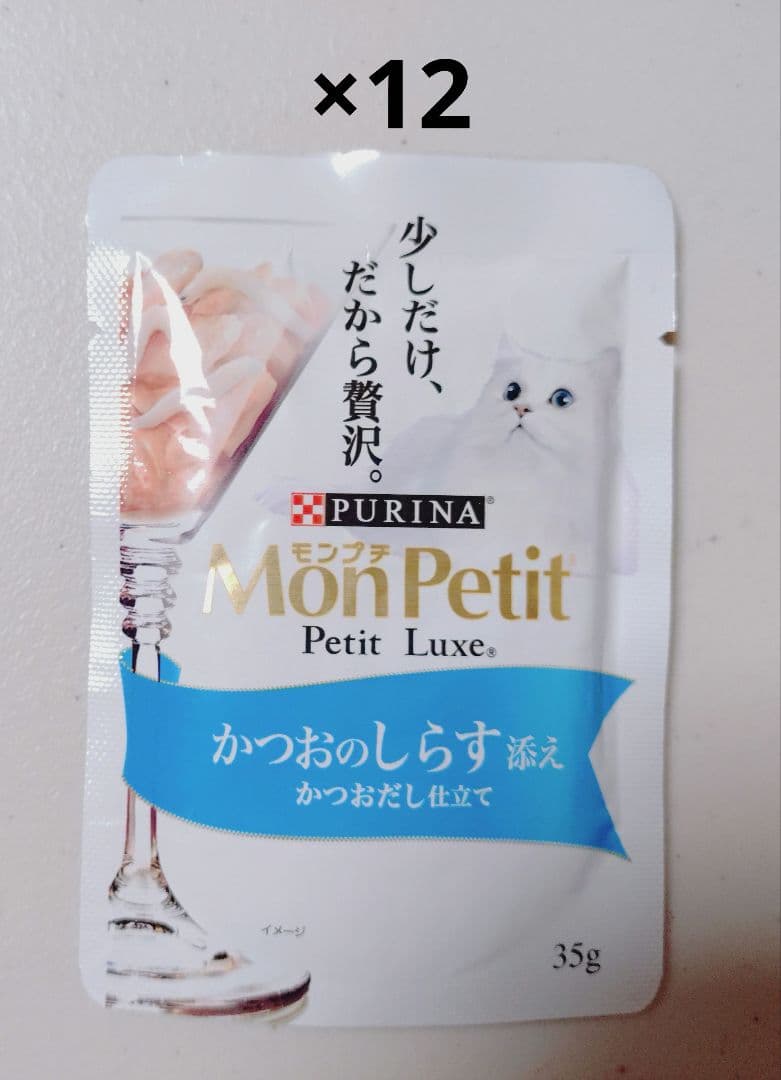 ×12
少しだけ、
だから贅沢。
PURINA®
モンプチ
Mon Petit®
Petit Luxe®
かつおのしらす添え
かつおだし仕立て
イメージ
35g